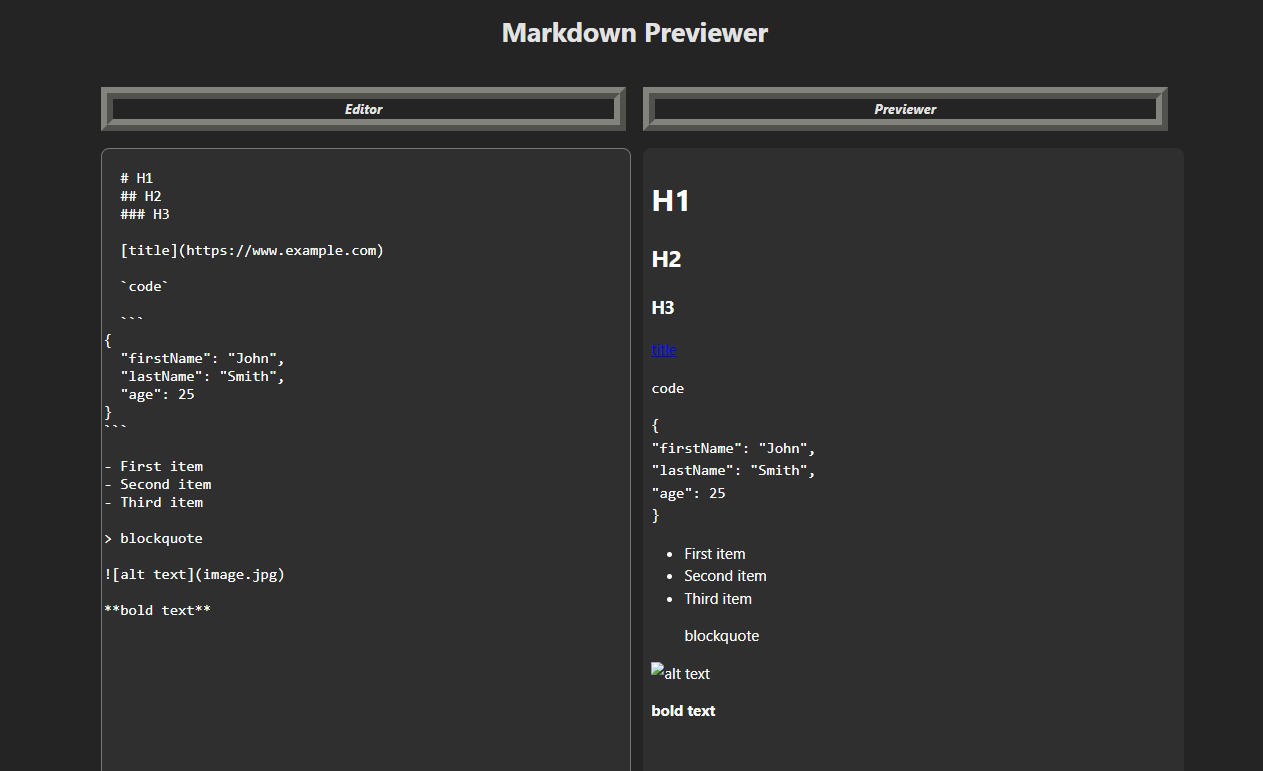 Markdown Previewer
Editor
# H1
## H2
### H3
[title](https://www.example.com)
`code`
```
{
"firstName": "John",
"lastName": "Smith",
"age": 25
}
```
- First item
- Second item
- Third item
> blockquote
![alt text](image.jpg)
**bold text**
Previewer
H1
H2
H3
title
code
{
"firstName": "John",
"lastName": "Smith",
"age": 25
}
• First item
• Second item
• Third item
blockquote
alt text
bold text